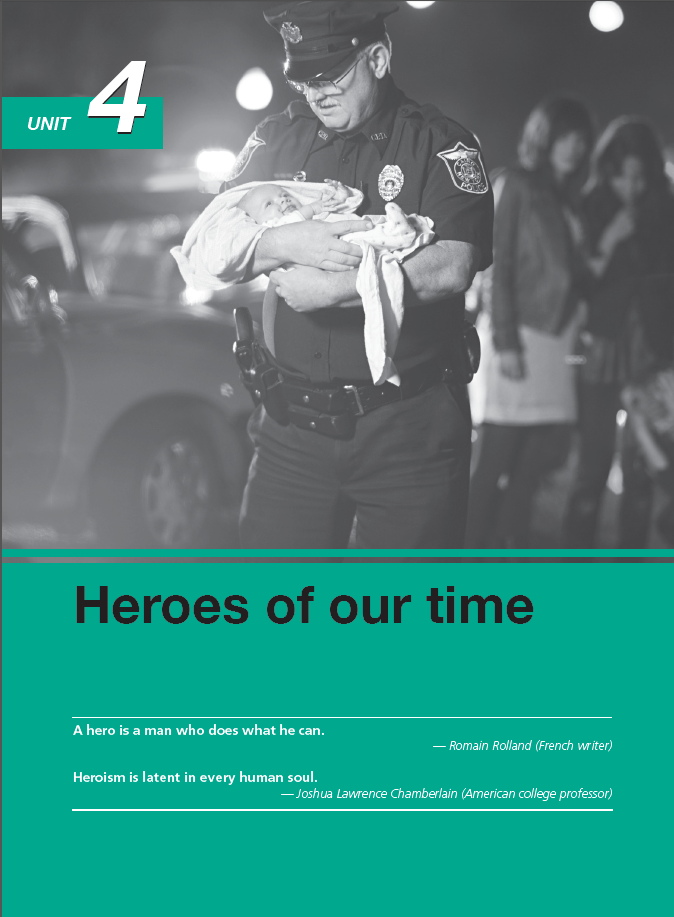 UNIT 4
Heroes of our time
A hero is a man who does what he can.
— Romain Rolland (French writer)
Heroism is latent in every human soul.
— Joshua Lawrence Chamberlain (American college professor)